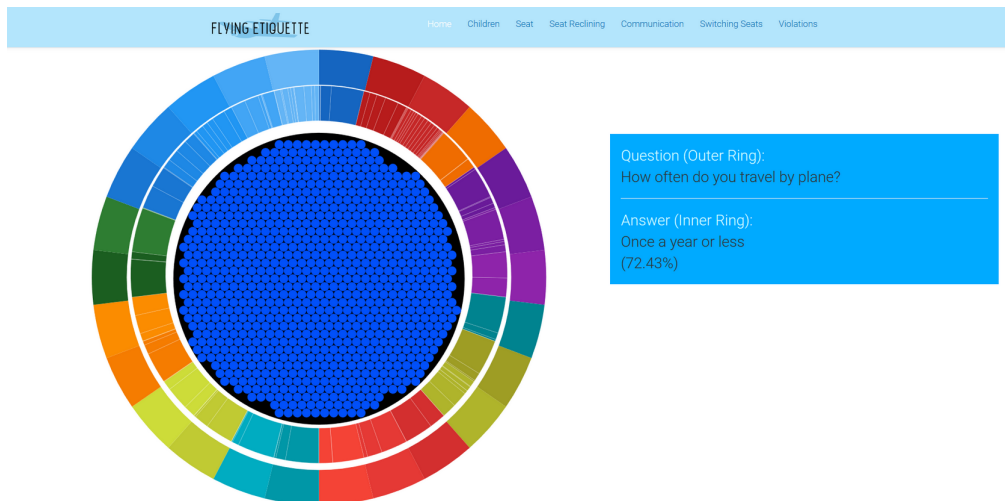 FLYING ETIQUETTE
Home Children Seat Seat Reclining Communication Switching Seats Violations
Question (Outer Ring):
How often do you travel by plane?
Answer (Inner Ring):
Once a year or less
(72.43%)